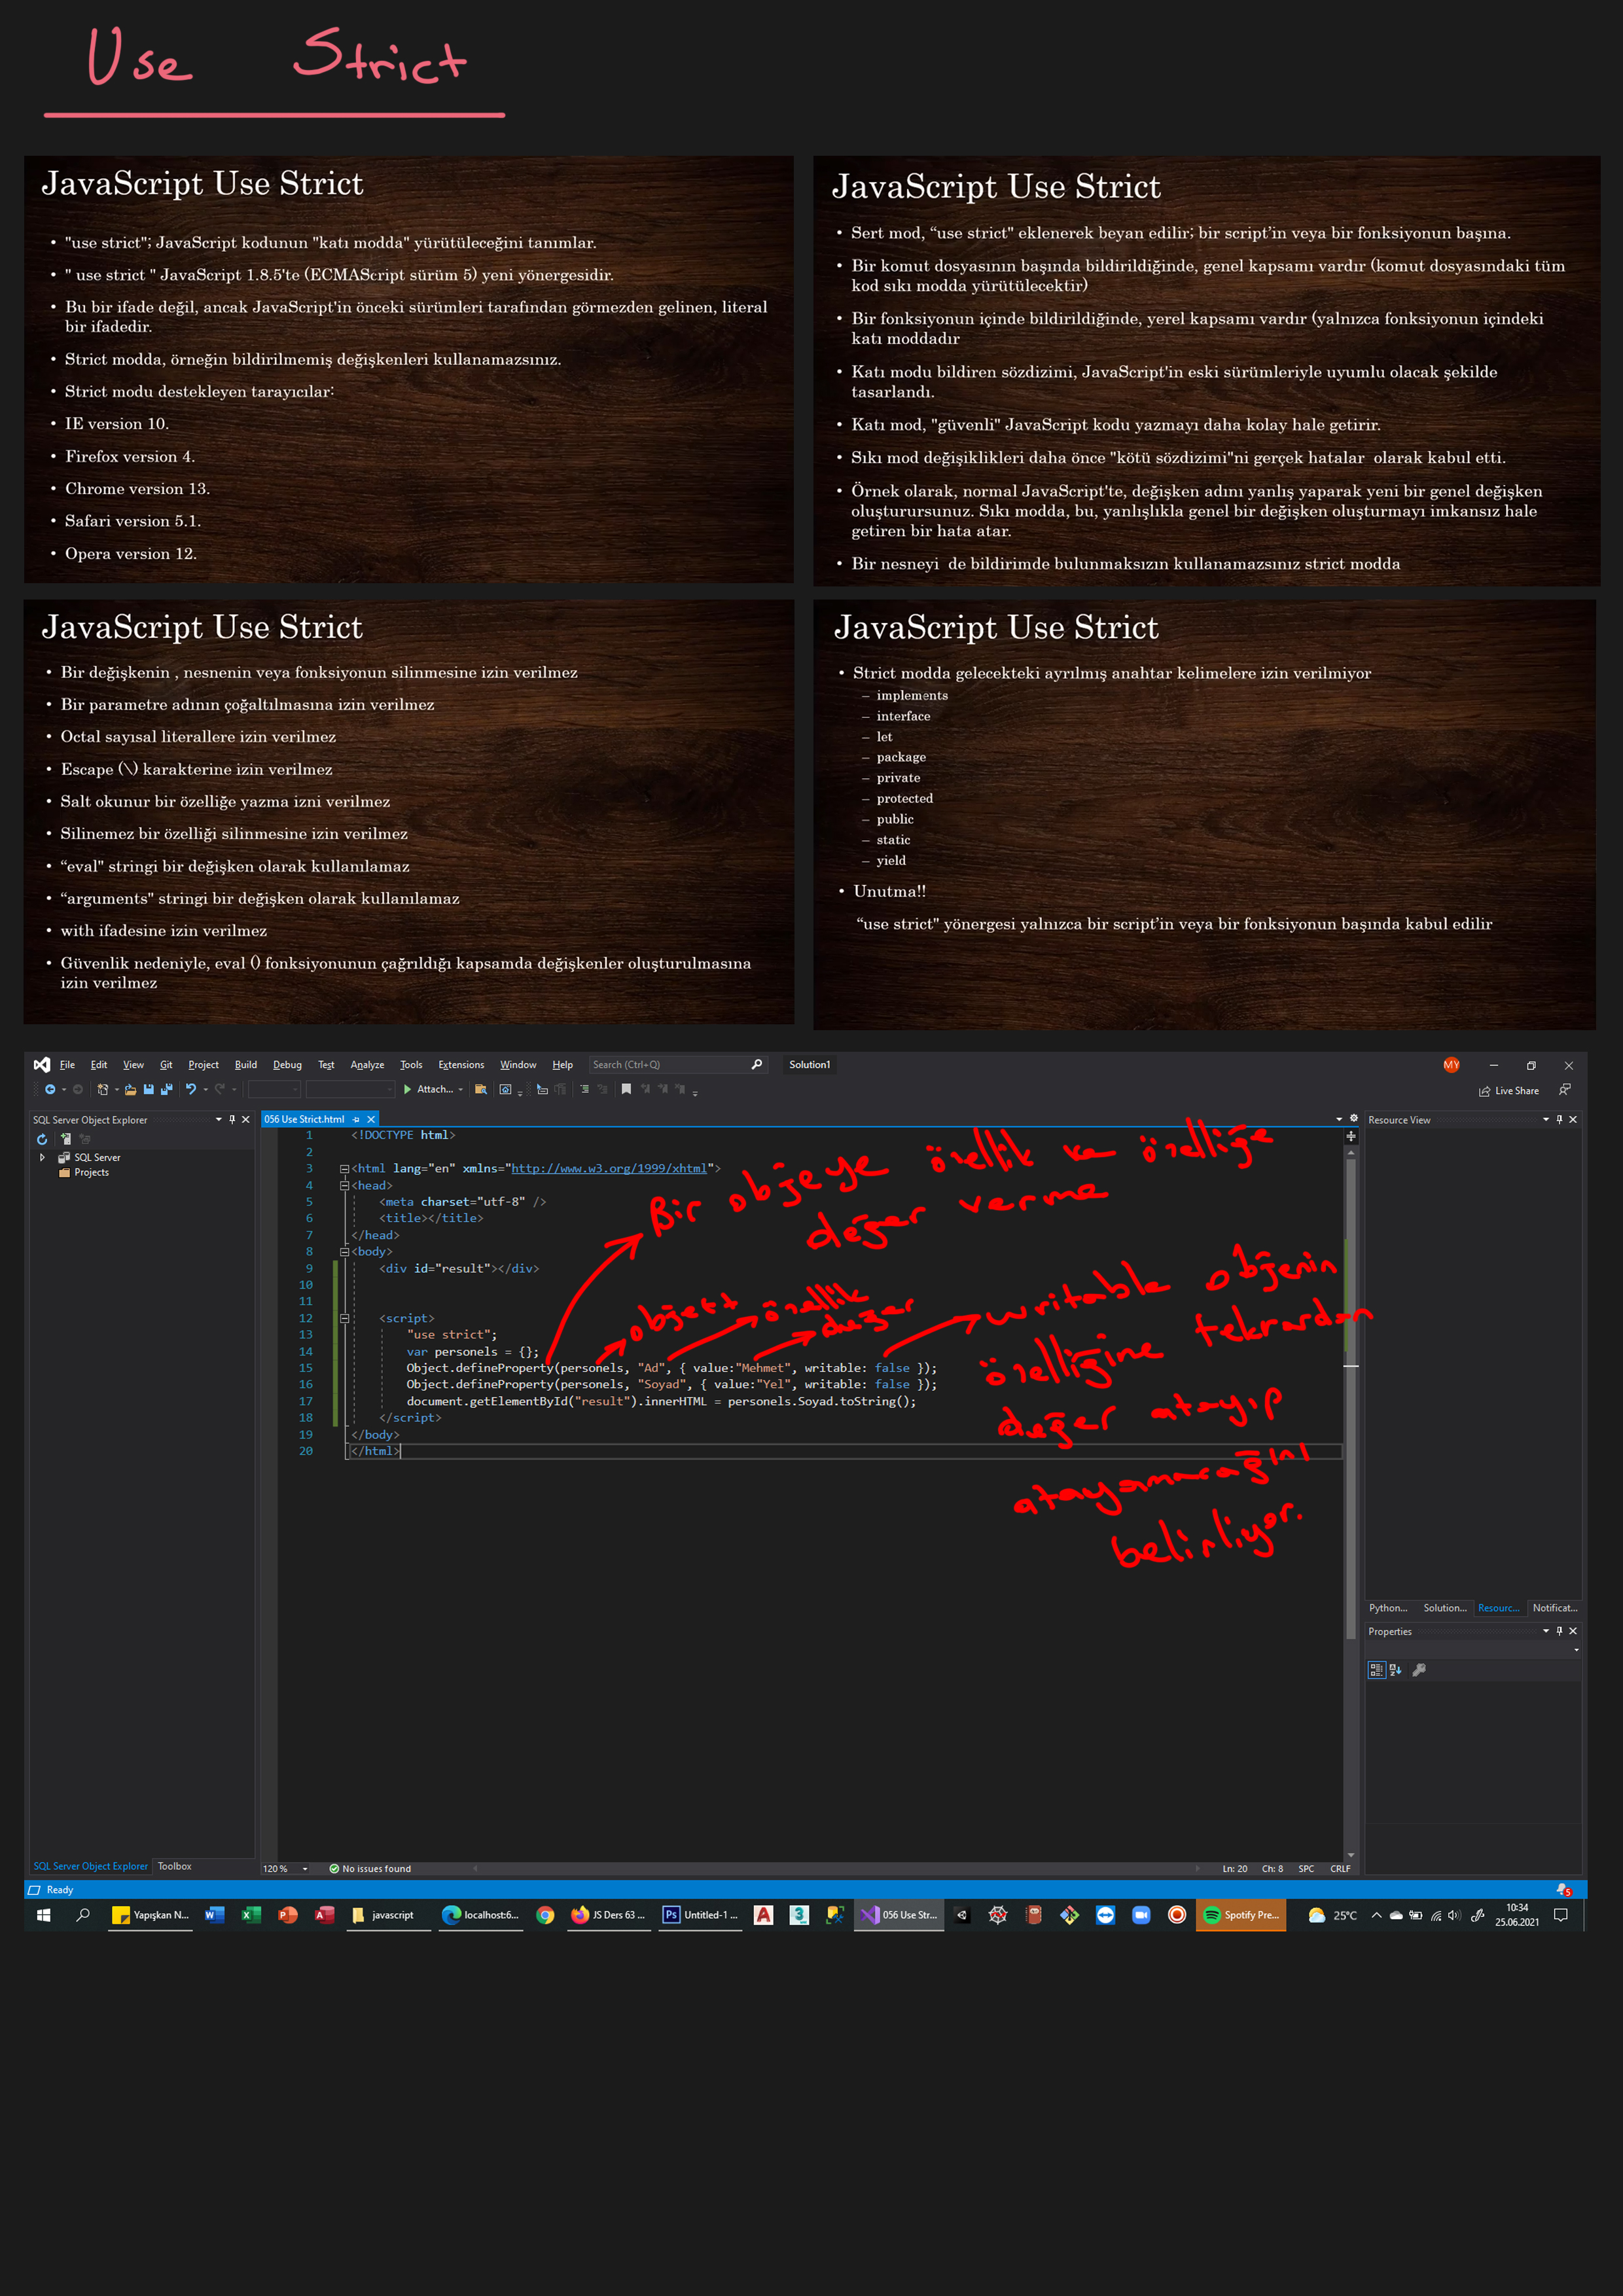 Use Strict
JavaScript Use Strict
• "use strict"; JavaScript kodunun "katı modda" yürütüleceğini tanımlar.
• " use strict " JavaScript 1.8.5'te (ECMAScript sürüm 5) yeni yönergesidir.
• Bu bir ifade değil, ancak JavaScript'in önceki sürümleri tarafından görmezden gelinen, literal
bir ifadedir.
• Strict modda, örneğin bildirilmemiş değişkenleri kullanamazsınız.
• Strict modu destekleyen tarayıcılar:
• IE version 10.
• Firefox version 4.
• Chrome version 13.
• Safari version 5.1.
• Opera version 12.
JavaScript Use Strict
• Sert mod, “use strict" eklenerek beyan edilir; bir script’in veya bir fonksiyonun başına.
• Bir komut dosyasının başında bildirildiğinde, genel kapsamı vardır (komut dosyasındaki tüm
kod sıkı modda yürütülecektir)
• Bir fonksiyonun içinde bildirildiğinde, yerel kapsamı vardır (yalnızca fonksiyonun içindeki
katı moddadır
• Katı modu bildiren sözdizimi, JavaScript'in eski sürümleriyle uyumlu olacak şekilde
tasarlandı.
• Katı mod, "güvenli" JavaScript kodu yazmayı daha kolay hale getirir.
• Sıkı mod değişiklikleri daha önce "kötü sözdizimi"ni gerçek hatalar olarak kabul etti.
• Örnek olarak, normal JavaScript'te, değişken adını yanlış yaparak yeni bir genel değişken
oluşturursunuz. Sıkı modda, bu, yanlışlıkla genel bir değişken oluşturmayı imkansız hale
getiren bir hata atar.
• Bir nesneyi de bildirimde bulunmaksızın kullanamazsınız strict modda
JavaScript Use Strict
• Bir değişkenin , nesnenin veya fonksiyonun silinmesine izin verilmez
• Bir parametre adının çoğaltılmasına izin verilmez
• Octal sayısal literallere izin verilmez
• Escape (\) karakterine izin verilmez
• Salt okunur bir özelliğe yazma izni verilmez
• Silinemez bir özelliği silinmesine izin verilmez
• “eval" stringi bir değişken olarak kullanılamaz
• “arguments" stringi bir değişken olarak kullanılamaz
• with ifadesine izin verilmez
• Güvenlik nedeniyle, eval () fonksiyonunun çağrıldığı kapsamda değişkenler oluşturulmasına
izin verilmez
JavaScript Use Strict
• Strict modda gelecekteki ayrılmış anahtar kelimelere izin verilmiyor
– implements
– interface
– let
– package
– private
– protected
– public
– static
– yield
• Unutma!!
“use strict" yönergesi yalnızca bir script’in veya bir fonksiyonun başında kabul edilir
File Edit View Git Project Build Debug Test Analyze Tools Extensions Window Help Search (Ctrl+Q) Solution1 MY
Attach... Live Share
SQL Server Object Explorer
SQL Server
Projects
056 Use Strict.html
1 <!DOCTYPE html>
2
3 <html lang="en" xmlns="http://www.w3.org/1999/xhtml">
4 <head>
5 <meta charset="utf-8" />
6 <title></title>
7 </head>
8 <body>
9 <div id="result"></div>
10
11
12 <script>
13 "use strict";
14 var personels = {};
15 Object.defineProperty(personels, "Ad", { value:"Mehmet", writable: false });
16 Object.defineProperty(personels, "Soyad", { value:"Yel", writable: false });
17 document.getElementById("result").innerHTML = personels.Soyad.toString();
18 </script>
19 </body>
20 </html>
Bir objeye özellik ve özelliğe
değer verme
objekt
özellik
değer
writable objenin
özelliğine tekrardan
değer atayıp
atayamacağını
belirliyor.
Resource View
Python... Solution... Resourc... Notificat...
Properties
SQL Server Object Explorer Toolbox
120 % No issues found Ln: 20 Ch: 8 SPC CRLF
Ready 5
Yapışkan N... javascript localhost:6... JS Ders 63 ... Untitled-1 ... 056 Use Str... Spotify Pre... 25°C 10:34
25.06.2021